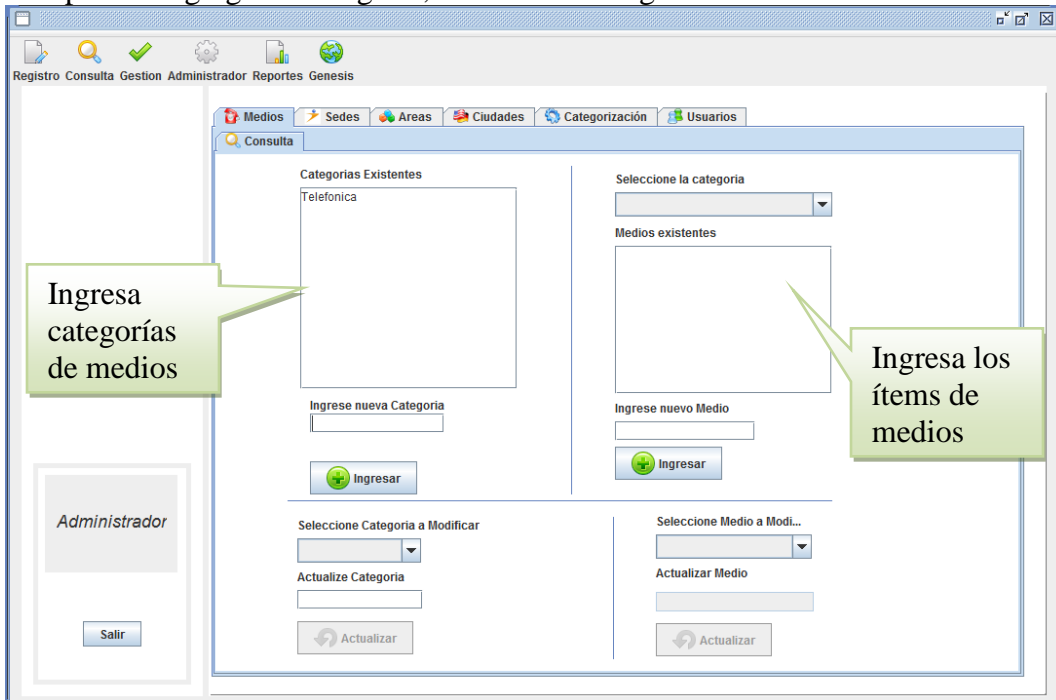 Registro Consulta Gestion Administrador Reportes Genesis
Medios Sedes Areas Ciudades Categorización Usuarios
Consulta
Categorias Existentes
Telefonica
Seleccione la categoria
Medios existentes
Ingresa
categorías
de medios
Ingresa los
ítems de
medios
Ingrese nueva Categoria
Ingresar
Ingrese nuevo Medio
Ingresar
Administrador
Salir
Seleccione Categoria a Modificar
Actualize Categoria
Actualizar
Seleccione Medio a Modi...
Actualizar Medio
Actualizar